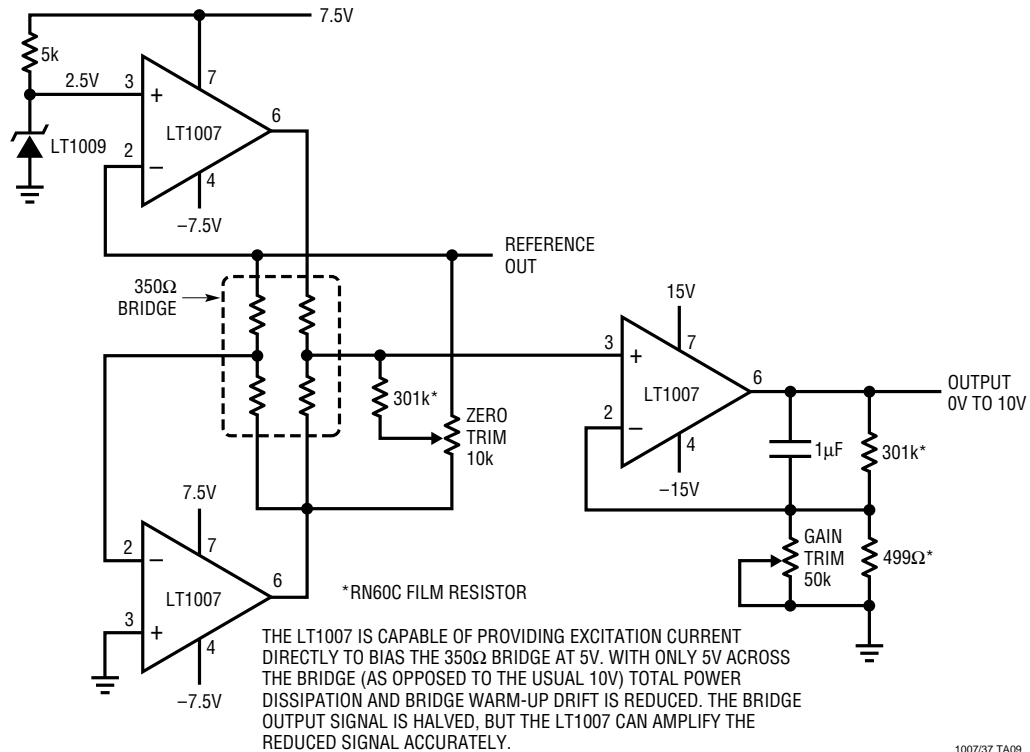 7.5V
5k
2.5V
3
+
7
LT1007
6
LT1009
2
–
4
–7.5V
REFERENCE
OUT
350Ω
BRIDGE
15V
3
+
7
LT1007
6
OUTPUT
0V TO 10V
2
–
4
–15V
301k*
ZERO
TRIM
10k
1µF
301k*
GAIN
TRIM
50k
499Ω*
7.5V
2
–
7
LT1007
6
3
+
4
–7.5V
*RN60C FILM RESISTOR
THE LT1007 IS CAPABLE OF PROVIDING EXCITATION CURRENT
DIRECTLY TO BIAS THE 350Ω BRIDGE AT 5V. WITH ONLY 5V ACROSS
THE BRIDGE (AS OPPOSED TO THE USUAL 10V) TOTAL POWER
DISSIPATION AND BRIDGE WARM-UP DRIFT IS REDUCED. THE BRIDGE
OUTPUT SIGNAL IS HALVED, BUT THE LT1007 CAN AMPLIFY THE
REDUCED SIGNAL ACCURATELY.
1007/37 TA09